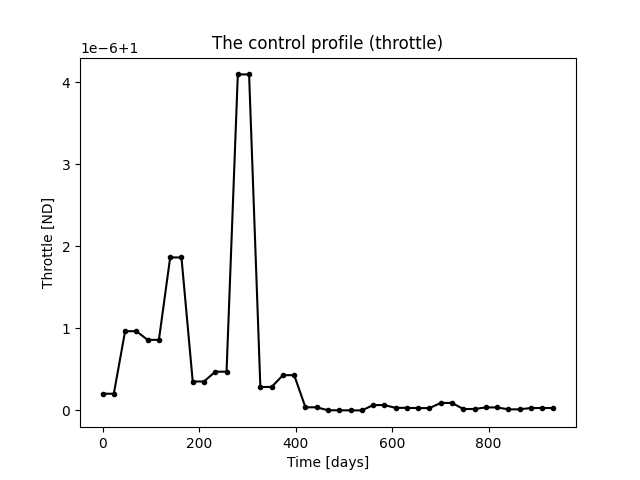 The control profile (throttle)
1e−6+1
4
3
2
1
0
Throttle [ND]
0 200 400 600 800
Time [days]